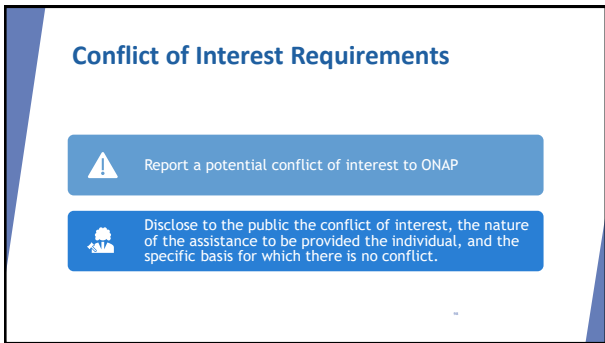 Conflict of Interest Requirements
Report a potential conflict of interest to ONAP
Disclose to the public the conflict of interest, the nature
of the assistance to be provided the individual, and the
specific basis for which there is no conflict.